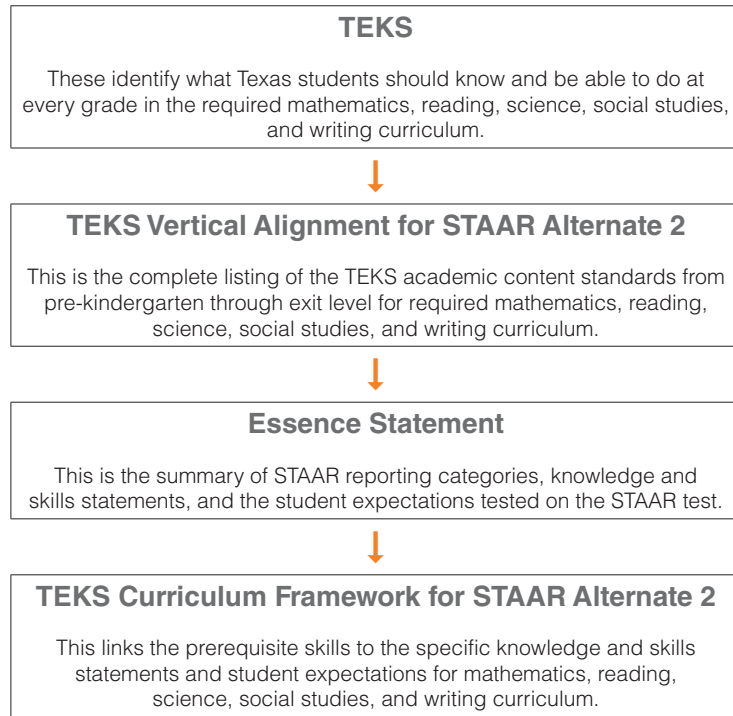 TEKS
These identify what Texas students should know and be able to do at
every grade in the required mathematics, reading, science, social studies,
and writing curriculum.
TEKS Vertical Alignment for STAAR Alternate 2
This is the complete listing of the TEKS academic content standards from
pre-kindergarten through exit level for required mathematics, reading,
science, social studies, and writing curriculum.
Essence Statement
This is the summary of STAAR reporting categories, knowledge and
skills statements, and the student expectations tested on the STAAR test.
TEKS Curriculum Framework for STAAR Alternate 2
This links the prerequisite skills to the specific knowledge and skills
statements and student expectations for mathematics, reading,
science, social studies, and writing curriculum.